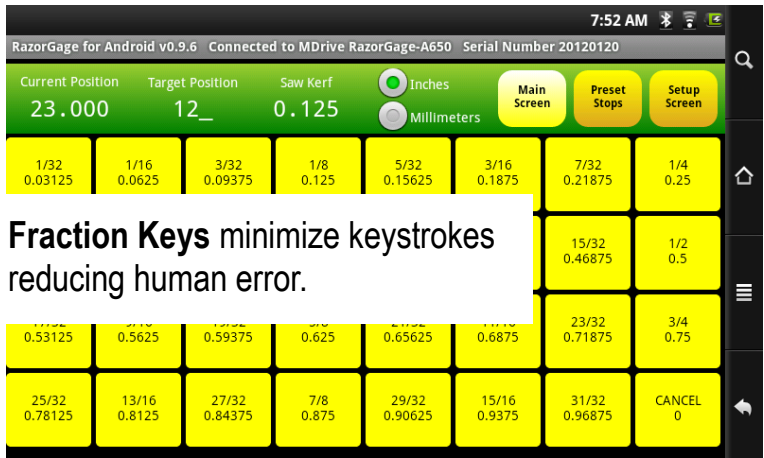 7:52 AM
RazorGage for Android v0.9.6 Connected to MDrive RazorGage-A650 Serial Number 20120120
Current Position Target Position Saw Kerf Inches Main Screen Preset Stops Setup Screen
23.000 12_ 0.125 Millimeters
1/32 1/16 3/32 1/8 5/32 3/16 7/32 1/4
0.03125 0.0625 0.09375 0.125 0.15625 0.1875 0.21875 0.25
Fraction Keys minimize keystrokes
reducing human error.
15/32 1/2
0.46875 0.5
23/32 3/4
0.53125 0.5625 0.59375 0.625 0.65625 0.6875 0.71875 0.75
25/32 13/16 27/32 7/8 29/32 15/16 31/32 CANCEL
0.78125 0.8125 0.84375 0.875 0.90625 0.9375 0.96875 0